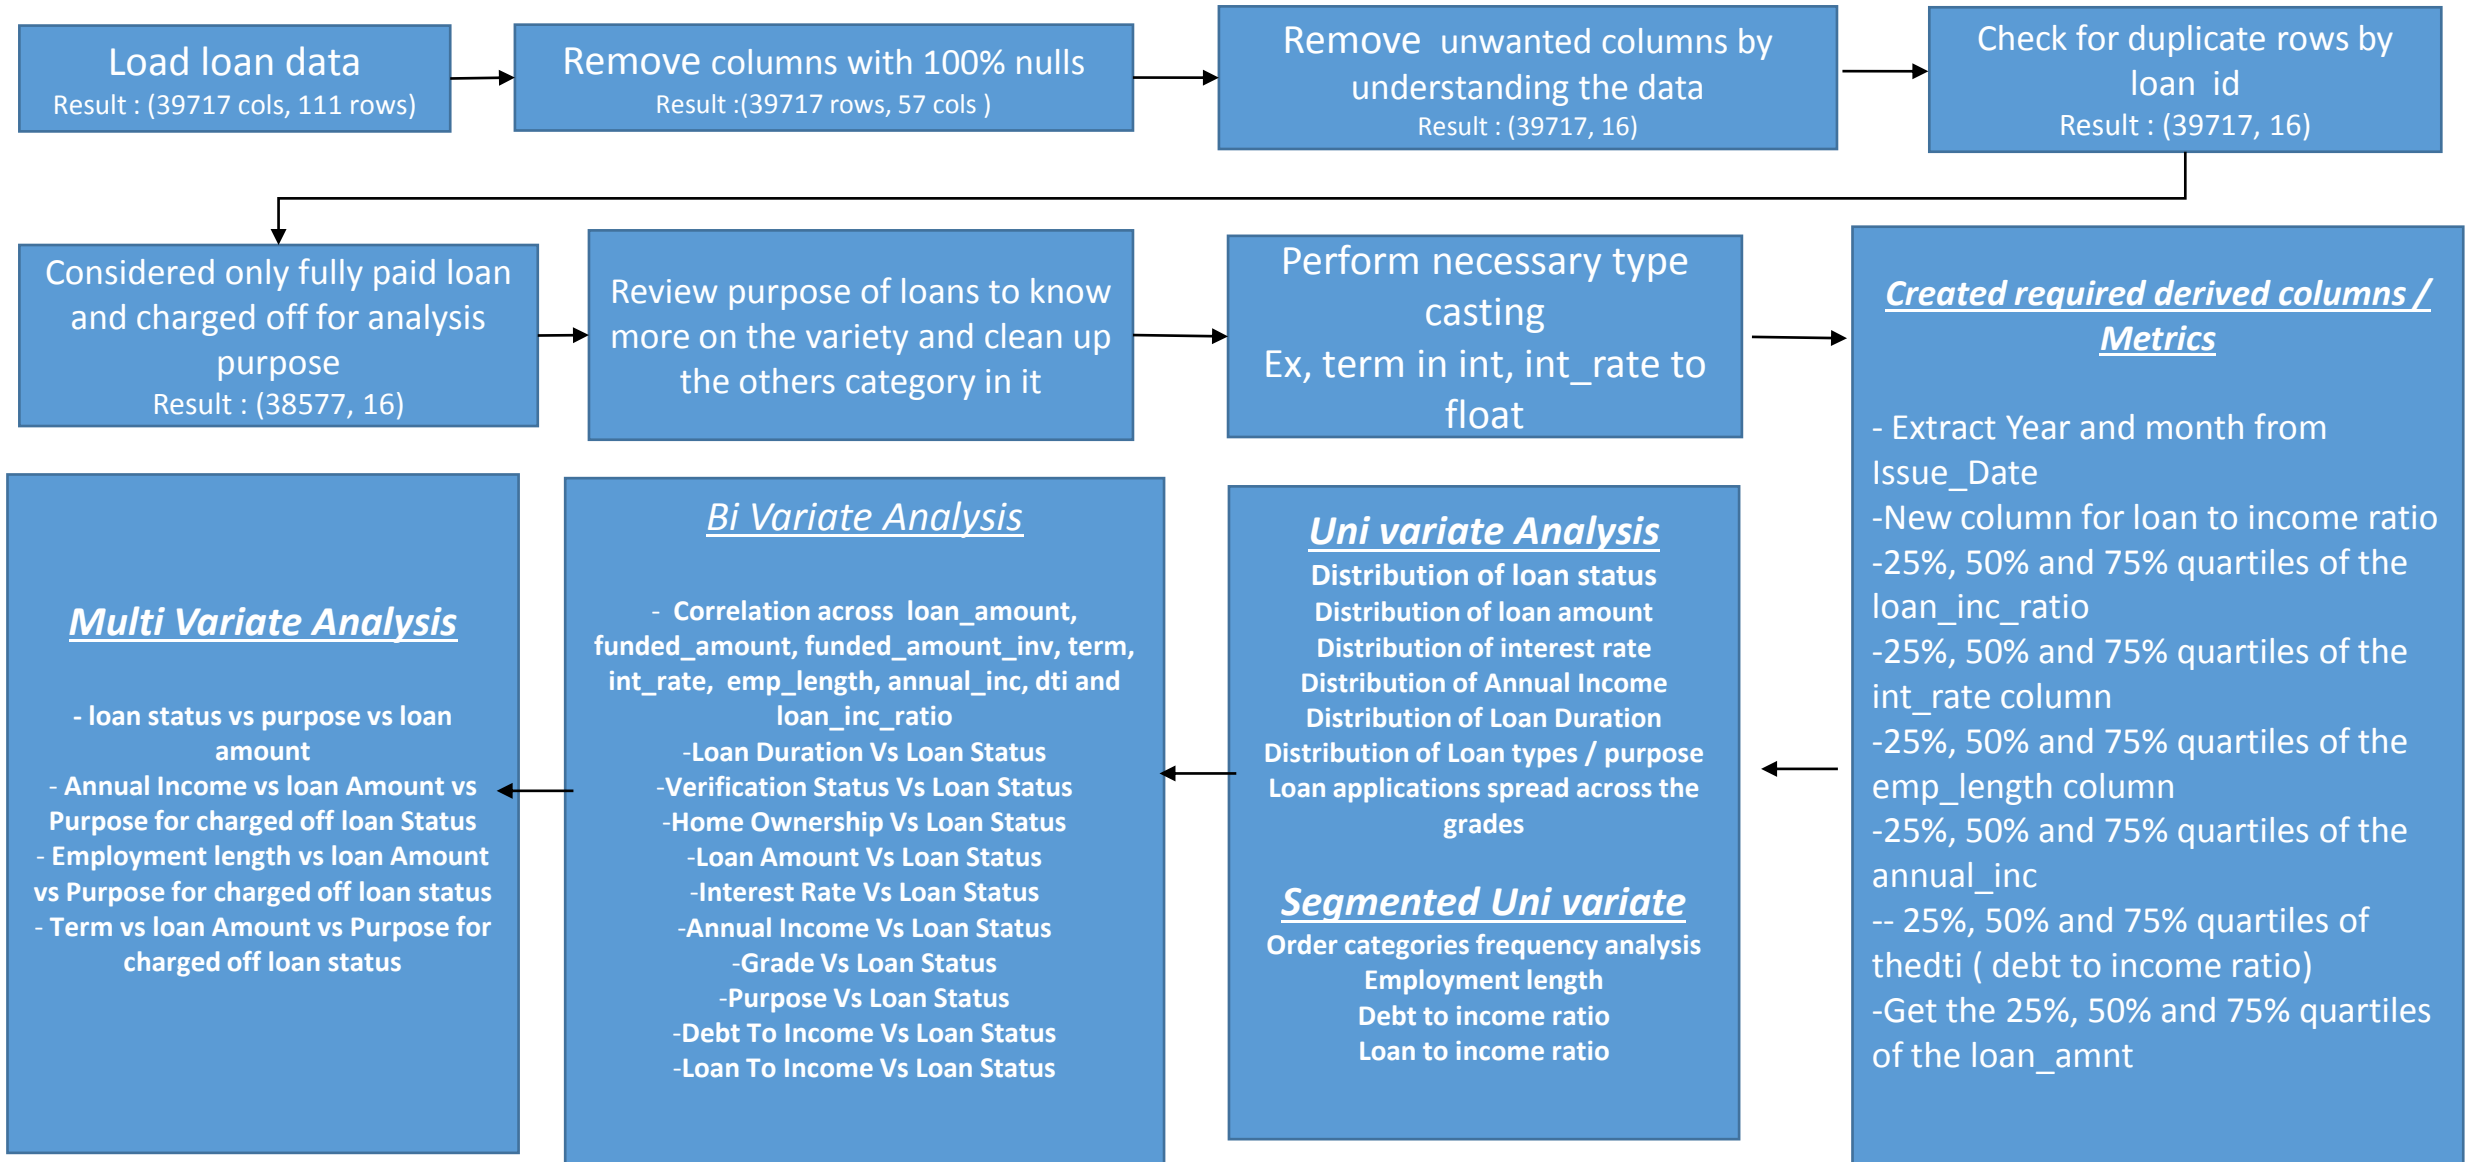 Load loan data
Result : (39717 cols, 111 rows)
Remove columns with 100% nulls
Result :(39717 rows, 57 cols )
Remove  unwanted columns by
understanding the data
Result : (39717, 16)
Check for duplicate rows by
loan  id
Result : (39717, 16)
Considered only fully paid loan
and charged off for analysis
purpose
Result : (38577, 16)
Review purpose of loans to know
more on the variety and clean up
the others category in it
Perform necessary type
casting
Ex, term in int, int_rate to
float
Created required derived columns /
Metrics
- Extract Year and month from
Issue_Date
-New column for loan to income ratio
-25%, 50% and 75% quartiles of the
loan_inc_ratio
-25%, 50% and 75% quartiles of the
int_rate column
-25%, 50% and 75% quartiles of the
emp_length column
-25%, 50% and 75% quartiles of the
annual_inc
-- 25%, 50% and 75% quartiles of
thedti ( debt to income ratio)
-Get the 25%, 50% and 75% quartiles
of the loan_amnt
Uni variate Analysis
Distribution of loan status
Distribution of loan amount
Distribution of interest rate
Distribution of Annual Income
Distribution of Loan Duration
Distribution of Loan types / purpose
Loan applications spread across the
grades
Segmented Uni variate
Order categories frequency analysis
Employment length
Debt to income ratio
Loan to income ratio
Bi Variate Analysis
- Correlation across  loan_amount,
funded_amount, funded_amount_inv, term,
int_rate,  emp_length, annual_inc, dti and
loan_inc_ratio
-Loan Duration Vs Loan Status
-Verification Status Vs Loan Status
-Home Ownership Vs Loan Status
-Loan Amount Vs Loan Status
-Interest Rate Vs Loan Status
-Annual Income Vs Loan Status
-Grade Vs Loan Status
-Purpose Vs Loan Status
-Debt To Income Vs Loan Status
-Loan To Income Vs Loan Status
Multi Variate Analysis
- loan status vs purpose vs loan
amount
- Annual Income vs loan Amount vs
Purpose for charged off loan Status
- Employment length vs loan Amount
vs Purpose for charged off loan status
- Term vs loan Amount vs Purpose for
charged off loan status